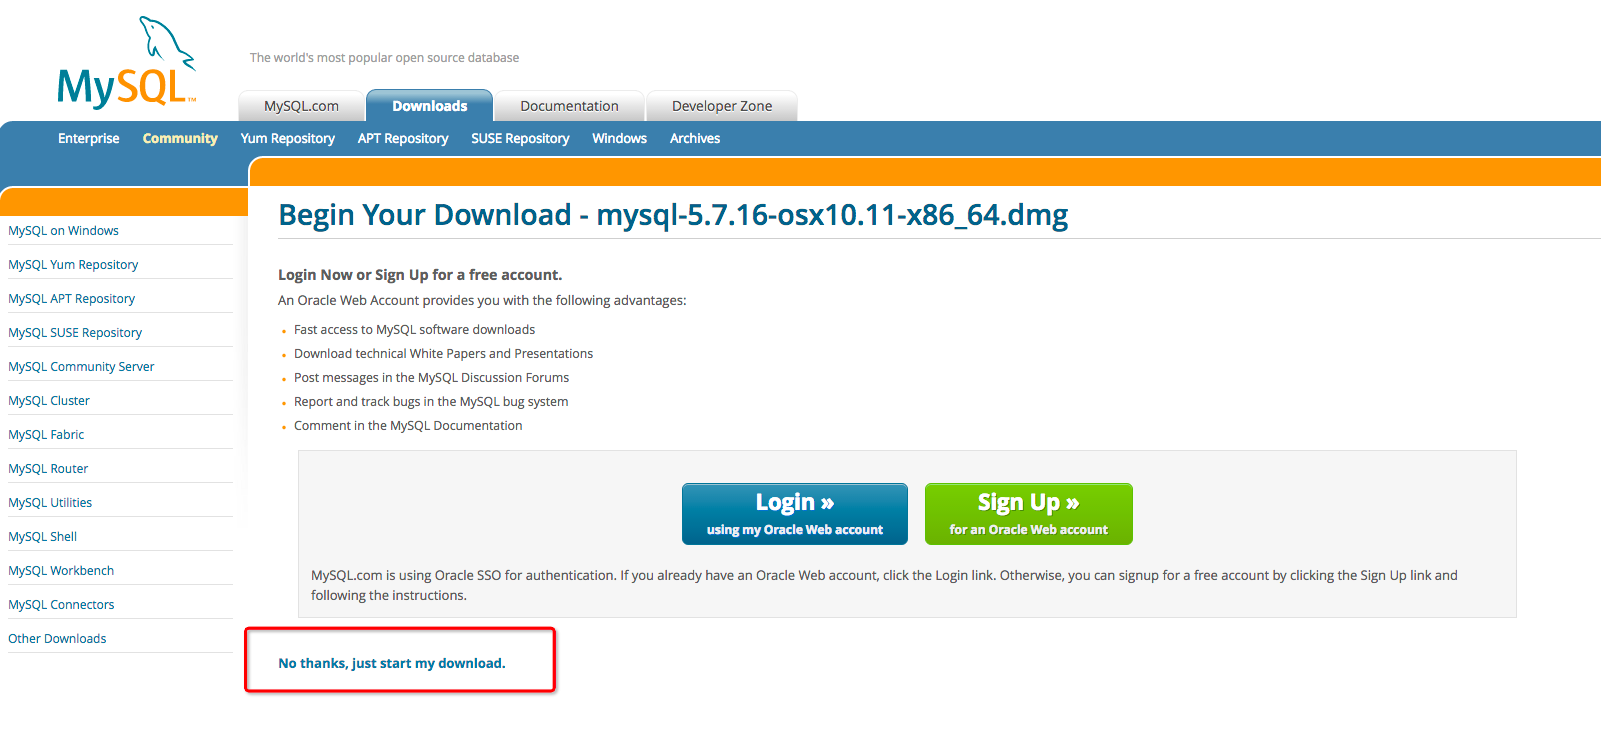 MySQL™
The world's most popular open source database
MySQL.com
Downloads
Documentation
Developer Zone
Enterprise
Community
Yum Repository
APT Repository
SUSE Repository
Windows
Archives
MySQL on Windows
MySQL Yum Repository
MySQL APT Repository
MySQL SUSE Repository
MySQL Community Server
MySQL Cluster
MySQL Fabric
MySQL Router
MySQL Utilities
MySQL Shell
MySQL Workbench
MySQL Connectors
Other Downloads
Begin Your Download - mysql-5.7.16-osx10.11-x86_64.dmg
Login Now or Sign Up for a free account.
An Oracle Web Account provides you with the following advantages:
Fast access to MySQL software downloads
Download technical White Papers and Presentations
Post messages in the MySQL Discussion Forums
Report and track bugs in the MySQL bug system
Comment in the MySQL Documentation
Login »
using my Oracle Web account
Sign Up »
for an Oracle Web account
MySQL.com is using Oracle SSO for authentication. If you already have an Oracle Web account, click the Login link. Otherwise, you can signup for a free account by clicking the Sign Up link and
following the instructions.
No thanks, just start my download.